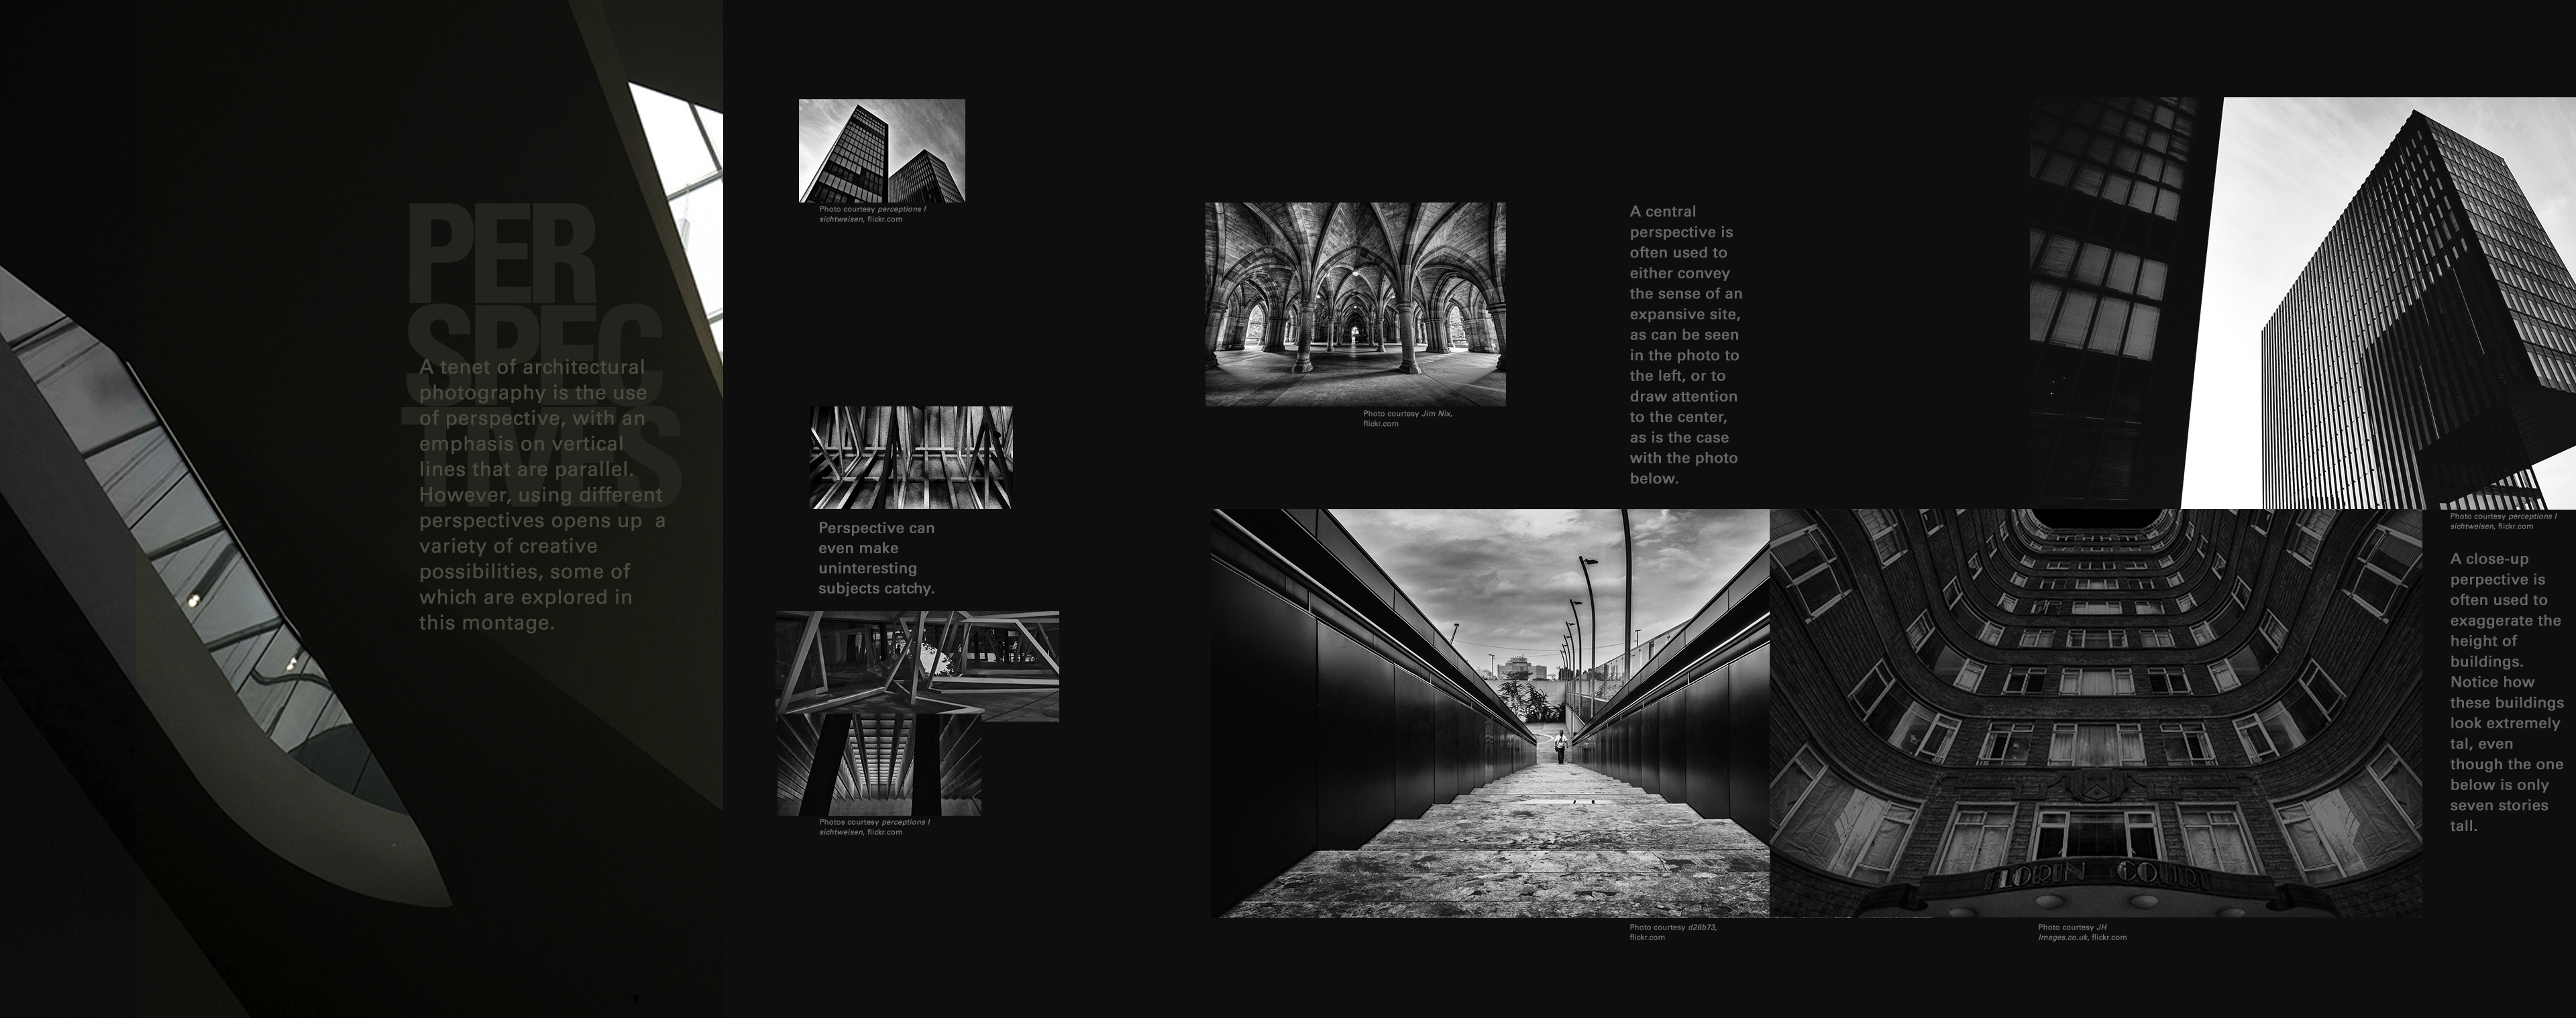 PER
SPEC
TIVES
A tenet of architectural
photography is the use
of perspective, with an
emphasis on vertical
lines that are parallel.
However, using different
perspectives opens up a
variety of creative
possibilities, some of
which are explored in
this montage.
Photo courtesy perceptions I
sichtweisen, flickr.com
Perspective can
even make
uninteresting
subjects catchy.
Photos courtesy perceptions I
sichtweisen, flickr.com
Photo courtesy Jim Nix,
flickr.com
A central
perspective is
often used to
either convey
the sense of an
expansive site,
as can be seen
in the photo to
the left, or to
draw attention
to the center,
as is the case
with the photo
below.
Photo courtesy d26b73,
flickr.com
FLORIN COURT
Photo courtesy JH
Images.co.uk, flickr.com
Photo courtesy perceptions I
sichtweisen, flickr.com
A close-up
perpective is
often used to
exaggerate the
height of
buildings.
Notice how
these buildings
look extremely
tal, even
though the one
below is only
seven stories
tall.